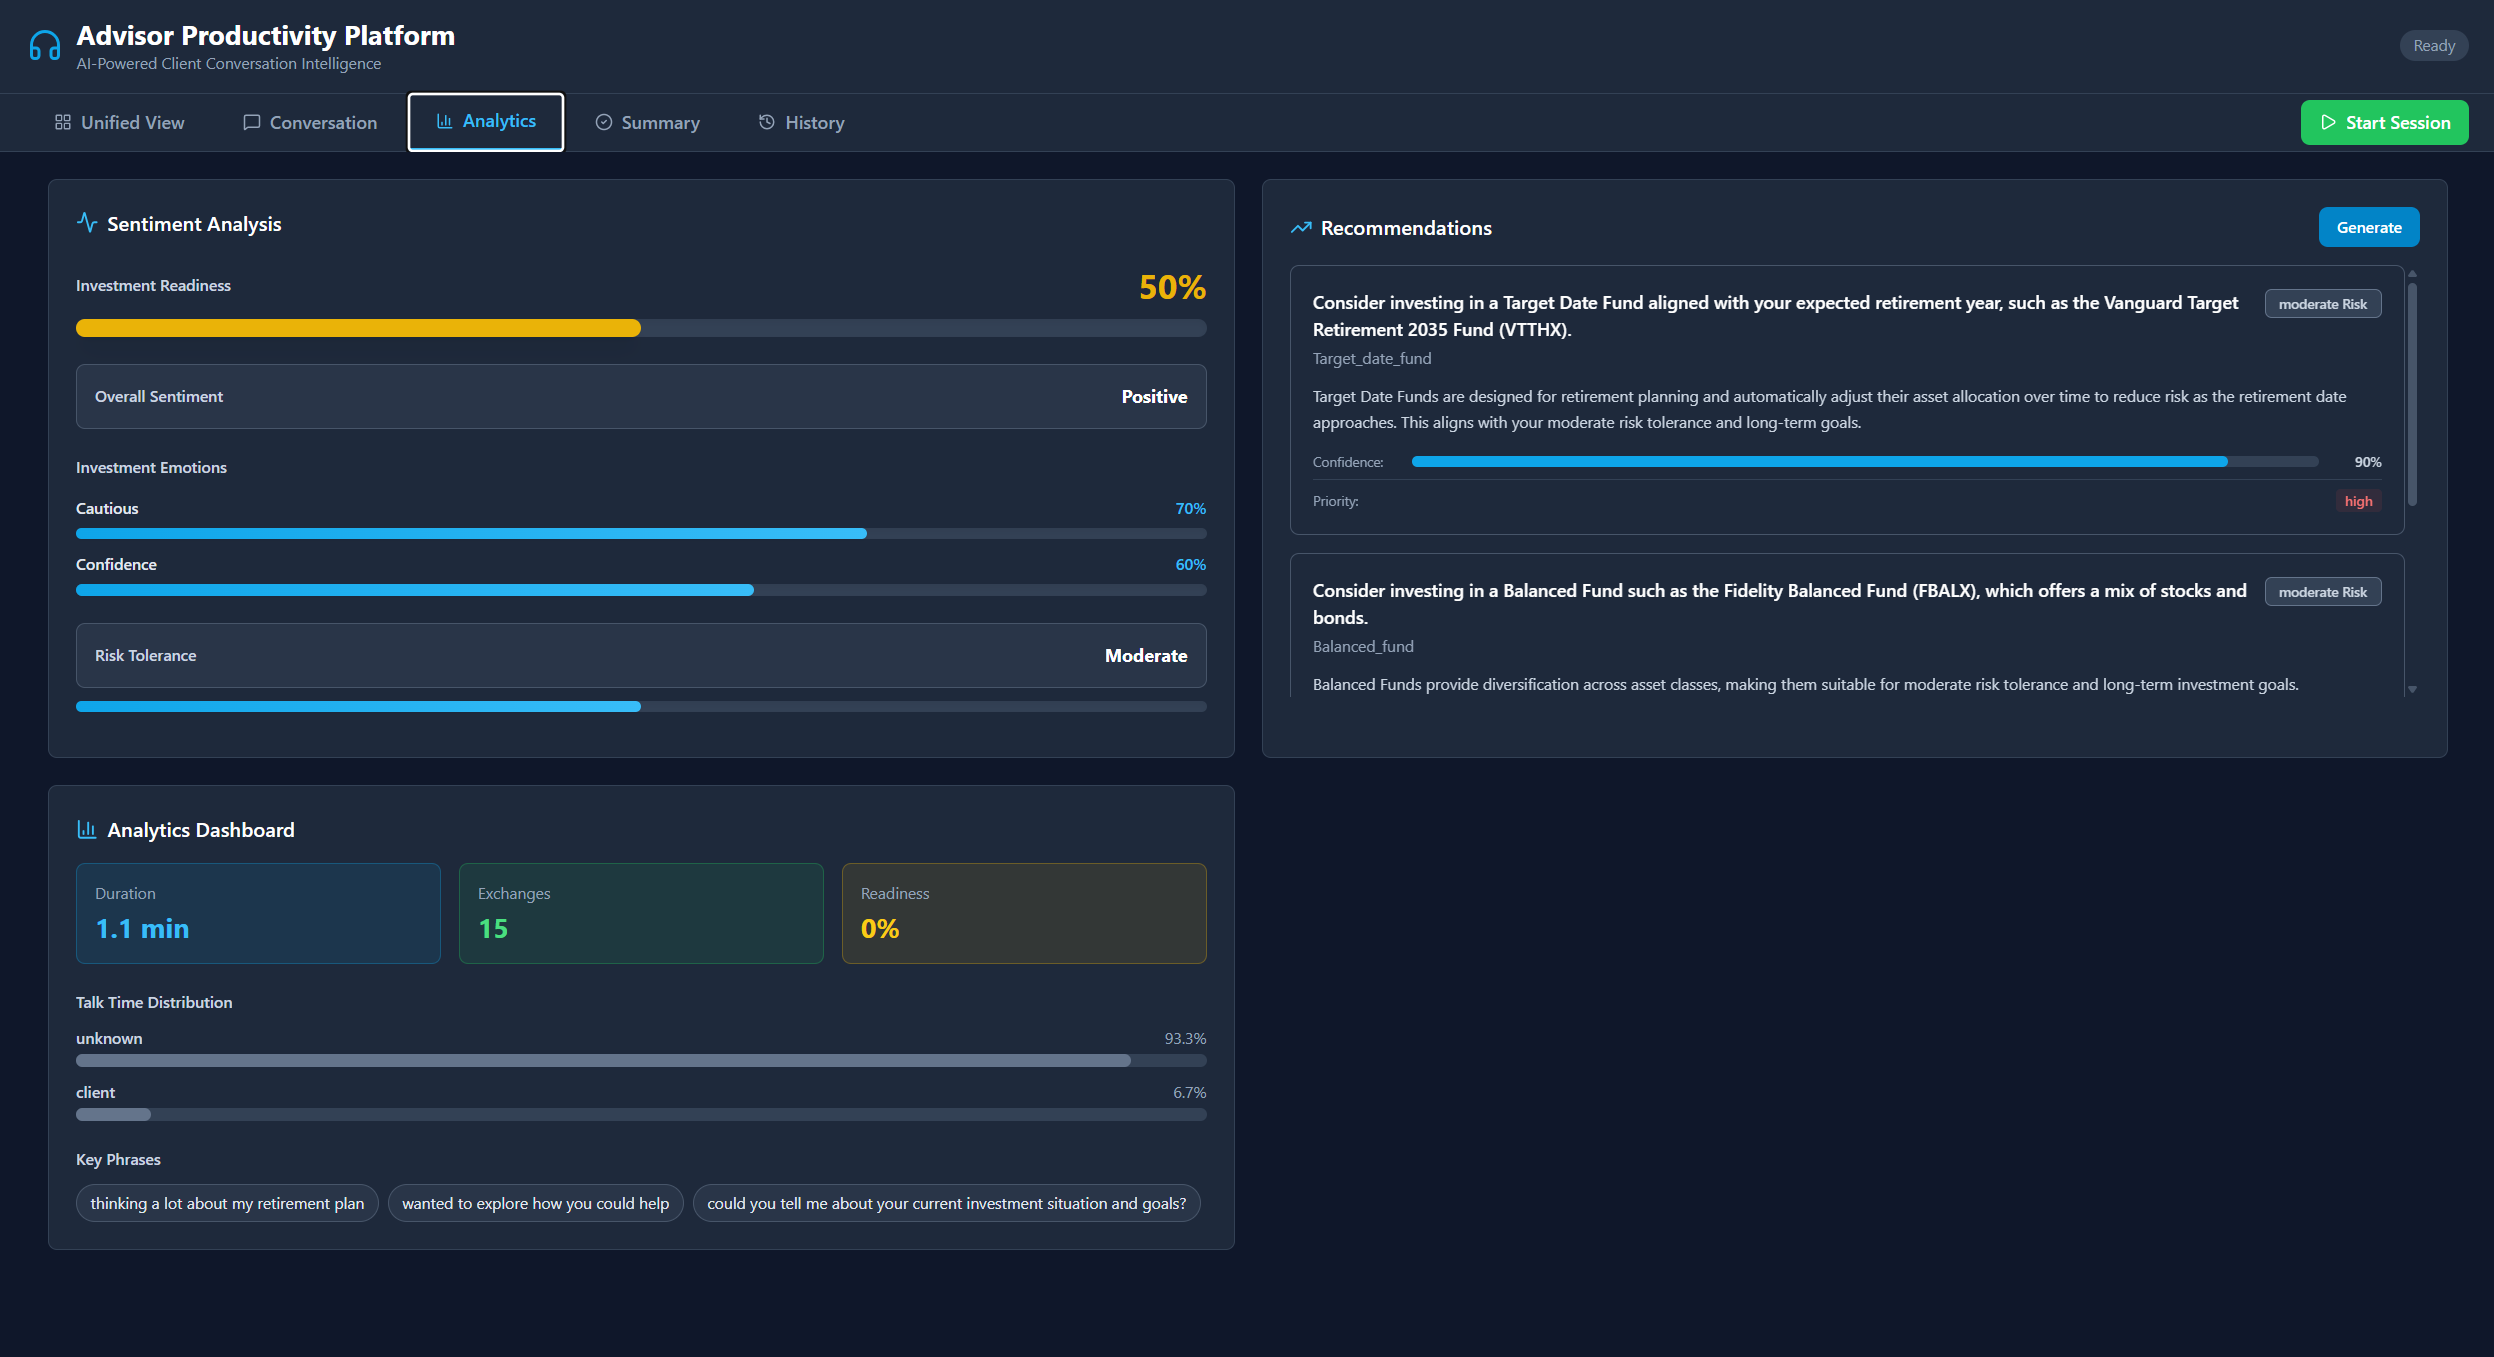 Advisor Productivity Platform
AI-Powered Client Conversation Intelligence
Ready
Unified View
Conversation
Analytics
Summary
History
Start Session
Sentiment Analysis
Investment Readiness
50%
Overall Sentiment
Positive
Investment Emotions
Cautious
70%
Confidence
60%
Risk Tolerance
Moderate
Recommendations
Generate
Consider investing in a Target Date Fund aligned with your expected retirement year, such as the Vanguard Target
Retirement 2035 Fund (VTTHX).
moderate Risk
Target_date_fund
Target Date Funds are designed for retirement planning and automatically adjust their asset allocation over time to reduce risk as the retirement date
approaches. This aligns with your moderate risk tolerance and long-term goals.
Confidence:
90%
Priority:
high
Consider investing in a Balanced Fund such as the Fidelity Balanced Fund (FBALX), which offers a mix of stocks and
bonds.
moderate Risk
Balanced_fund
Balanced Funds provide diversification across asset classes, making them suitable for moderate risk tolerance and long-term investment goals.
Analytics Dashboard
Duration
1.1 min
Exchanges
15
Readiness
0%
Talk Time Distribution
unknown
93.3%
client
6.7%
Key Phrases
thinking a lot about my retirement plan
wanted to explore how you could help
could you tell me about your current investment situation and goals?